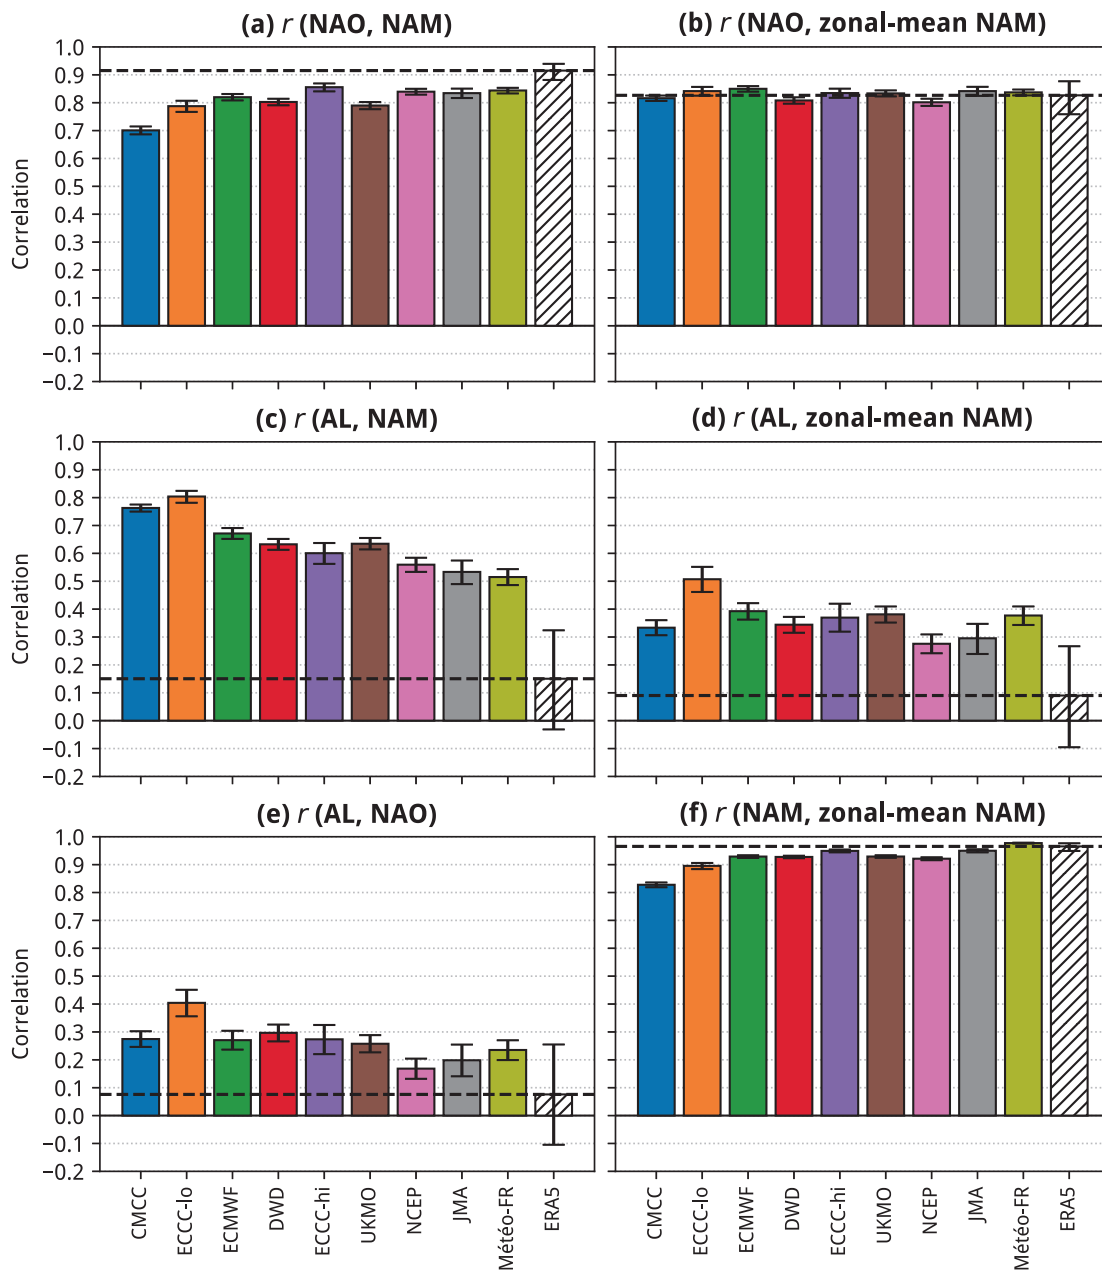 (a) r (NAO, NAM)
(b) r (NAO, zonal-mean NAM)
1.0
0.9
0.8
0.7
0.6
0.5
0.4
0.3
0.2
0.1
0.0
−0.1
−0.2
Correlation
(c) r (AL, NAM)
(d) r (AL, zonal-mean NAM)
1.0
0.9
0.8
0.7
0.6
0.5
0.4
0.3
0.2
0.1
0.0
−0.1
−0.2
Correlation
(e) r (AL, NAO)
(f) r (NAM, zonal-mean NAM)
1.0
0.9
0.8
0.7
0.6
0.5
0.4
0.3
0.2
0.1
0.0
−0.1
−0.2
Correlation
CMCC
ECCC-lo
ECMWF
DWD
ECCC-hi
UKMO
NCEP
JMA
Météo-FR
ERA5
CMCC
ECCC-lo
ECMWF
DWD
ECCC-hi
UKMO
NCEP
JMA
Météo-FR
ERA5